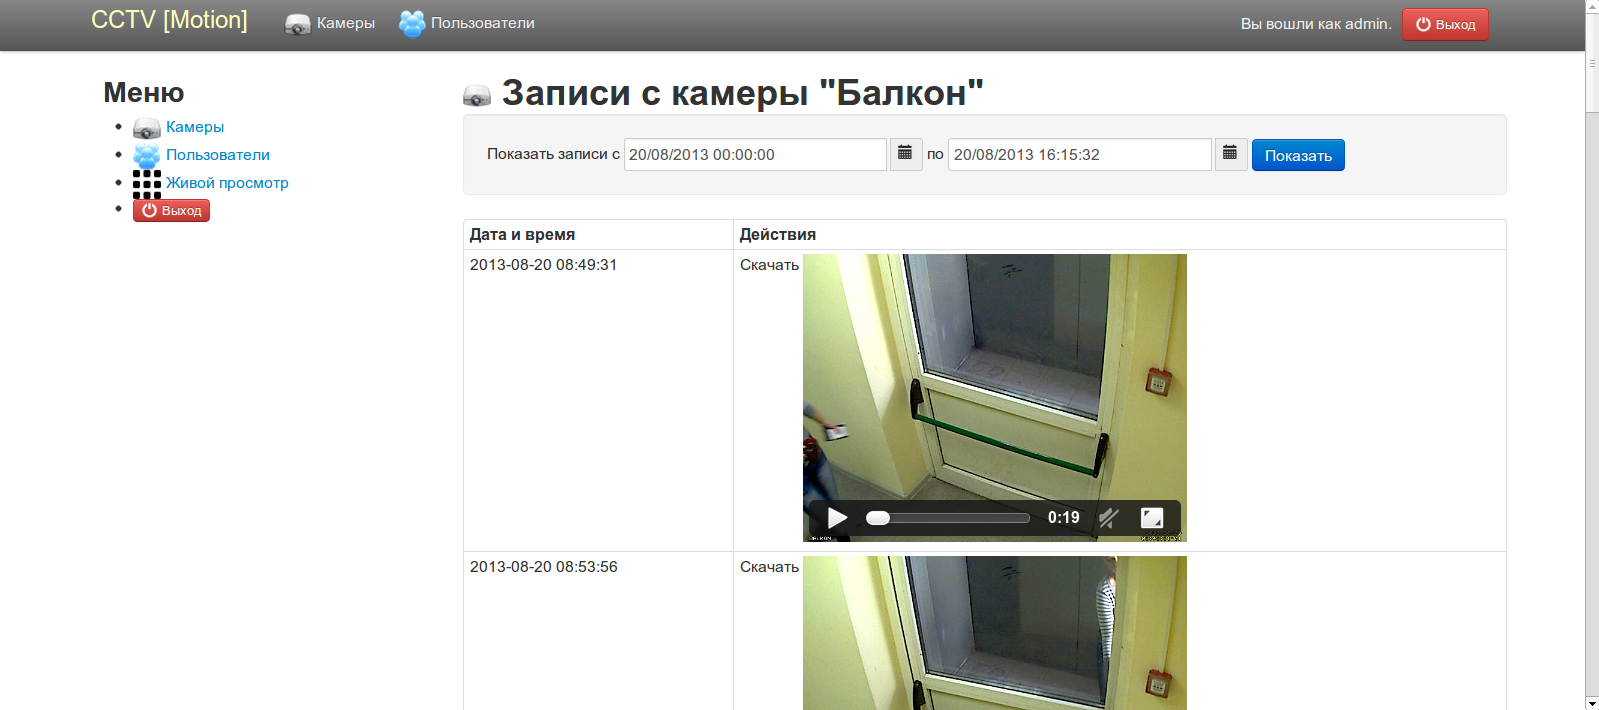 CCTV [Motion] Камеры Пользователи Вы вошли как admin. Выход
Меню
Камеры
Пользователи
Живой просмотр
Выход
Записи с камеры "Балкон"
Показать записи с 20/08/2013 00:00:00 по 20/08/2013 16:15:32 Показать
Дата и время Действия
2013-08-20 08:49:31 Скачать
0:19
BALKON
2013-08-20 08:53:56 Скачать